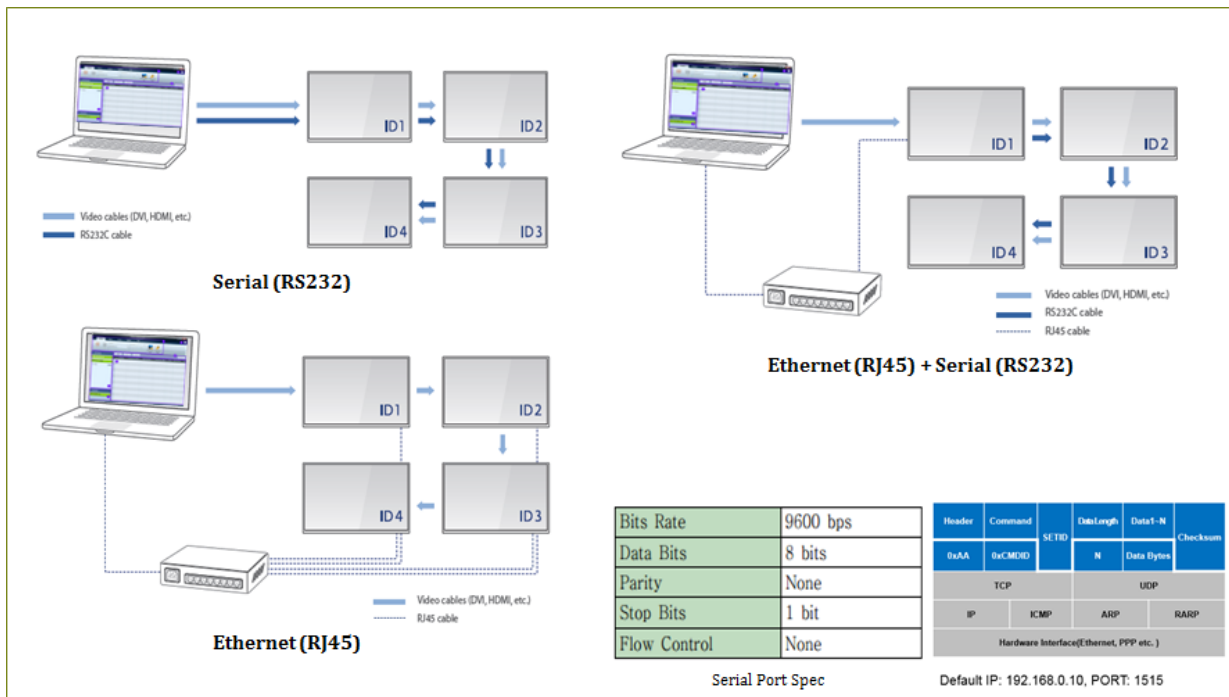 ID1
ID2
ID4
ID3
Video cables (DVI, HDMI, etc.)
RS232C cable
Serial (RS232)
ID1
ID2
ID4
ID3
Video cables (DVI, HDMI, etc.)
RS232C cable
RJ45 cable
Ethernet (RJ45) + Serial (RS232)
ID1
ID2
ID4
ID3
Video cables (DVI, HDMI, etc.)
RJ45 cable
Ethernet (RJ45)
Bits Rate 9600 bps
Data Bits 8 bits
Parity None
Stop Bits 1 bit
Flow Control None
Serial Port Spec
Header Command SETID DataLength Data1~N Checksum
0xAA 0xCMDID N Data Bytes
TCP UDP
IP ICMP ARP RARP
Hardware Interface(Ethernet, PPP etc. )
Default IP: 192.168.0.10, PORT: 1515